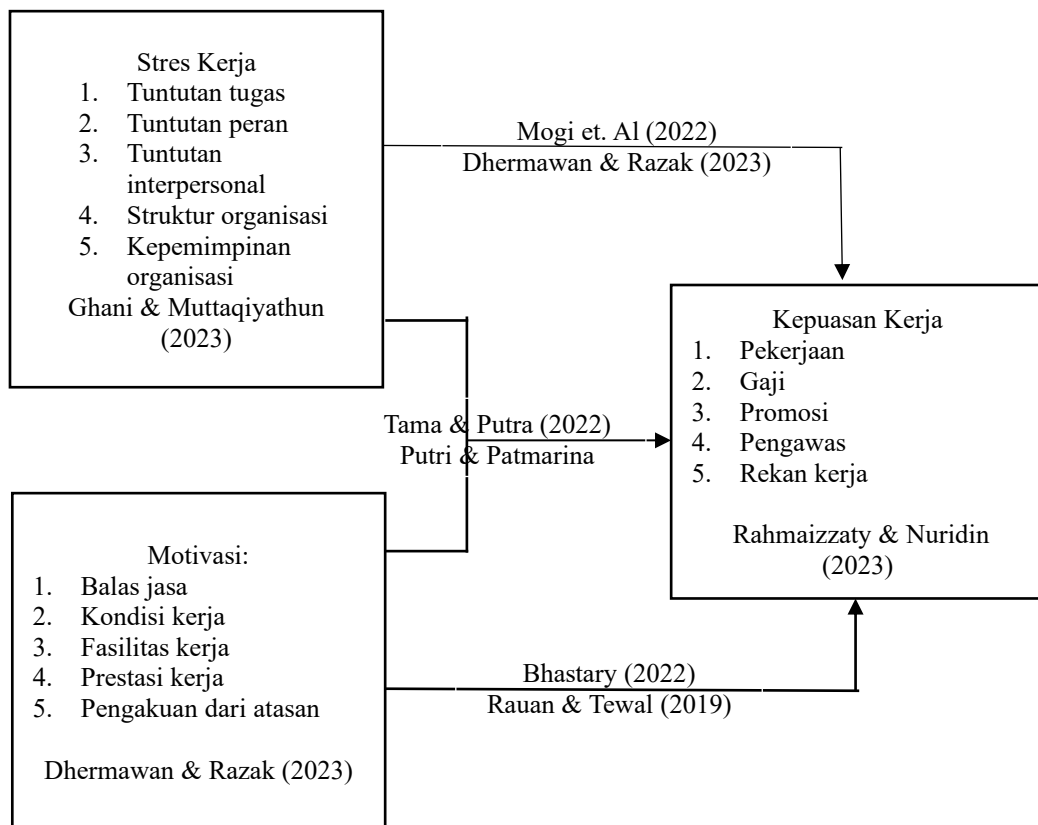 Stres Kerja
1. Tuntutan tugas
2. Tuntutan peran
3. Tuntutan
interpersonal
4. Struktur organisasi
5. Kepemimpinan
organisasi
Ghani & Muttaqiyathun
(2023)
Mogi et. Al (2022)
Dhermawan & Razak (2023)
Kepuasan Kerja
1. Pekerjaan
2. Gaji
3. Promosi
4. Pengawas
5. Rekan kerja
Rahmaizzaty & Nuridin
(2023)
Tama & Putra (2022)
Putri & Patmarina
Motivasi:
1. Balas jasa
2. Kondisi kerja
3. Fasilitas kerja
4. Prestasi kerja
5. Pengakuan dari atasan
Dhermawan & Razak (2023)
Bhastary (2022)
Rauan & Tewal (2019)